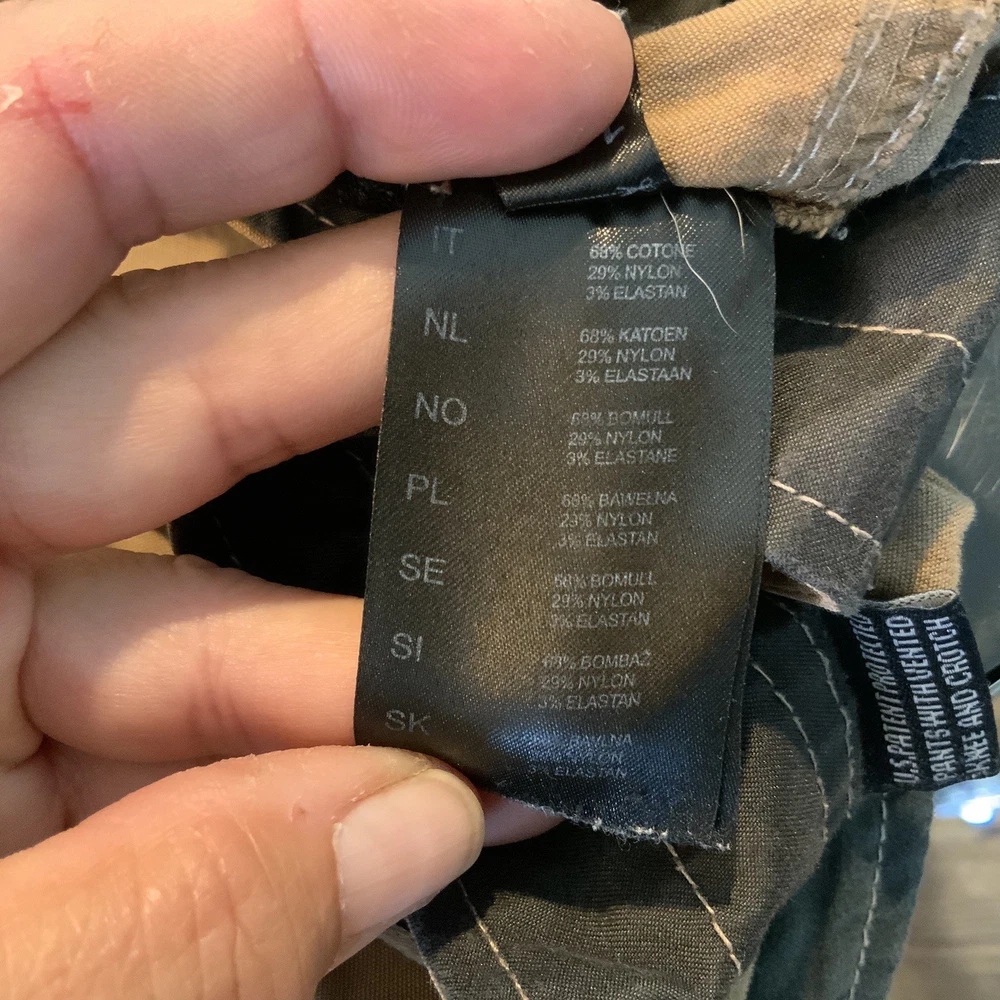 IT
68% COTONE
29% NYLON
3% ELASTAN
NL
68% KATOEN
29% NYLON
3% ELASTAAN
NO
68% BOMULL
29% NYLON
3% ELASTANE
PL
68% BAWEŁNA
29% NYLON
3% ELASTAN
SE
68% BOMULL
29% NYLON
3% ELASTAN
SI
68% BOMBAŽ
29% NYLON
3% ELASTAN
SK
ELASTAN
U.S. PATENT PROTECTED
PANTS WITH VENTED
KNEE AND CROTCH